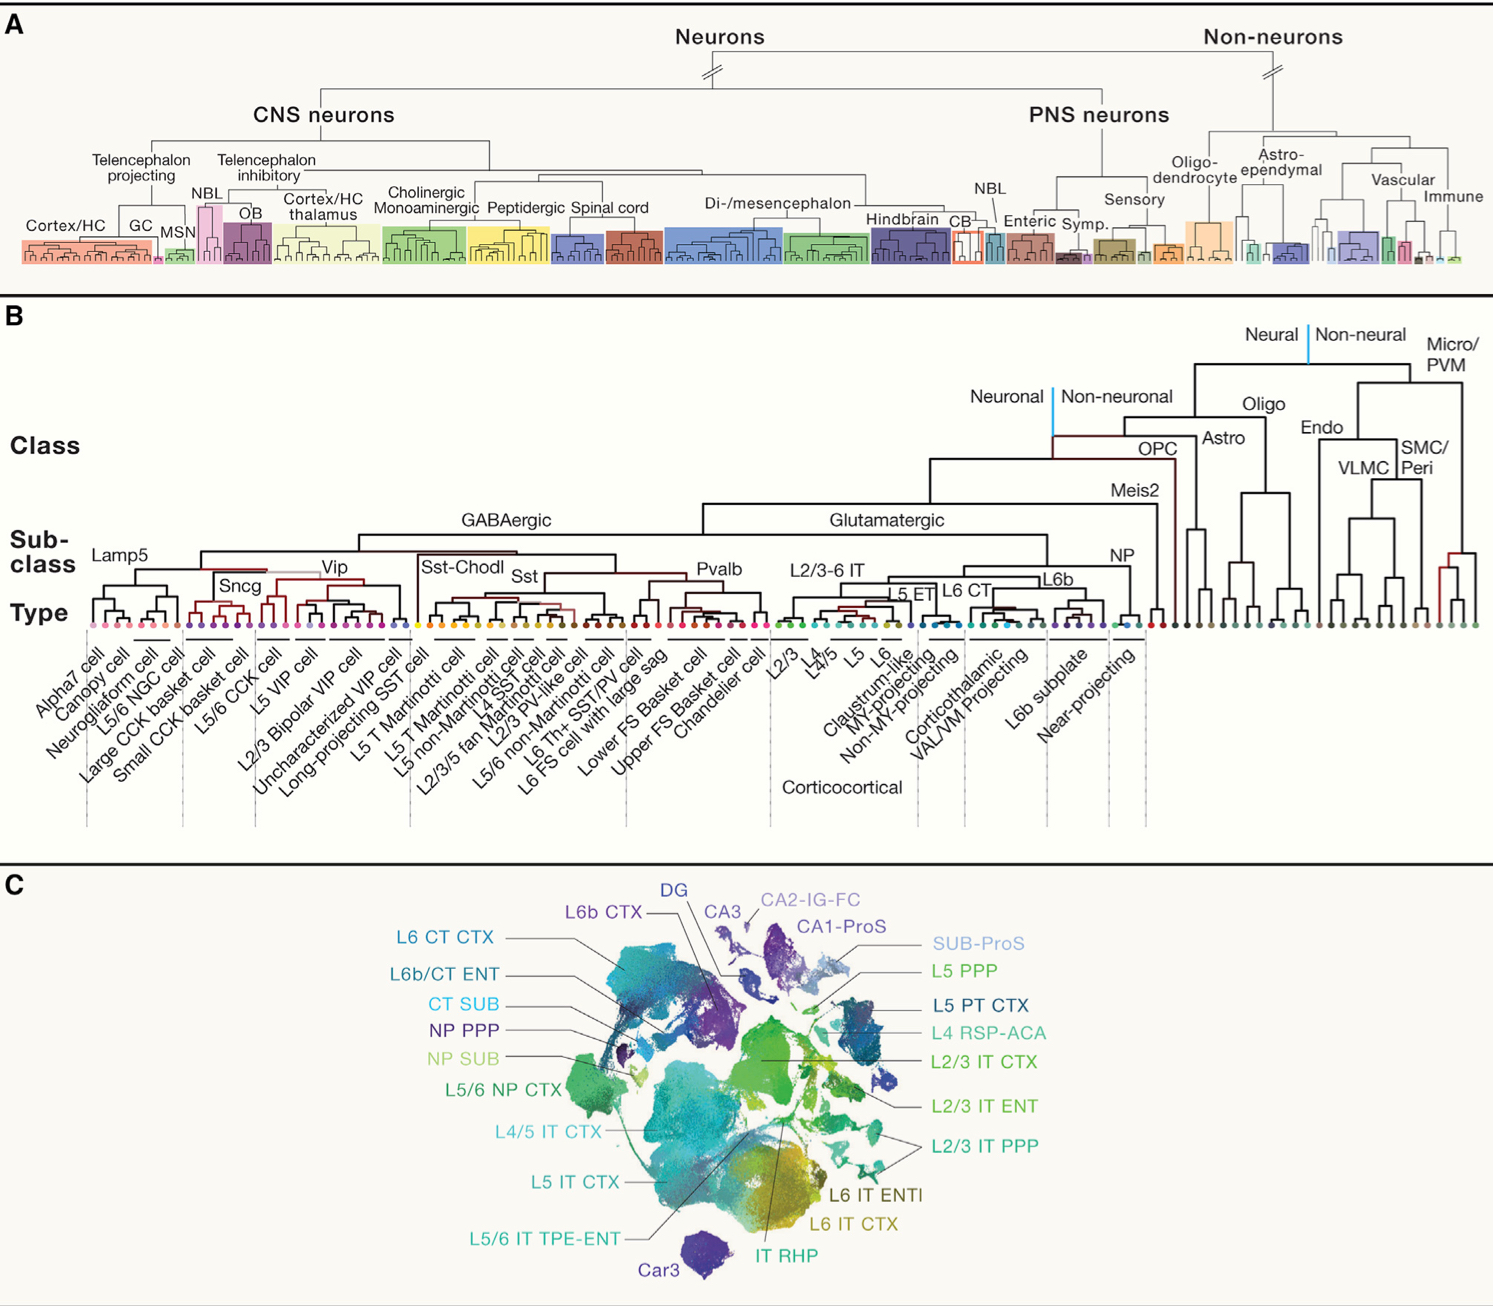 A
Neurons
Non-neurons
CNS neurons
PNS neurons
Telencephalon
projecting
Telencephalon
inhibitory
Oligo-
dendrocyte
Astro-
ependymal
Vascular
Immune
NBL
OB
Cortex/HC
thalamus
Cholinergic
Monoaminergic
Peptidergic
Spinal cord
Di-/mesencephalon
NBL
Sensory
Cortex/HC
GC
MSN
Hindbrain
CB
Enteric
Symp.
B
Neural
Non-neural
Micro/
PVM
Neuronal
Non-neuronal
Oligo
Endo
Class
Astro
OPC
SMC/
Peri
VLMC
Meis2
GABAergic
Glutamatergic
Sub-
class
Lamp5
Sncg
Vip
Sst-Chodl
Sst
Pvalb
L2/3-6 IT
L5 ET
L6 CT
L6b
NP
Type
Alpha7 cell
Canopy cell
Neurogliaform cell
L5/6 NGC cell
Large CCK basket cell
Small CCK basket cell
L5/6 CCK cell
L5 VIP cell
L2/3 Bipolar VIP cell
Uncharacterized VIP cell
Long-projecting SST cell
L5 T Martinotti cell
L5 T Martinotti cell
L5 non-Martinotti cell
L4 SST cell
L2/3/5 fan Martinotti cell
L2/3 PV-like cell
L5/6 non-Martinotti cell
L6 Th+ SST/PV cell
L6 FS cell with large sag
Lower FS Basket cell
Upper FS Basket cell
Chandelier cell
L2/3
L4
L4/5
L5
L6
Claustrum-like
MY-projecting
Non-MY-projecting
Corticothalamic
VAL/VM Projecting
L6b subplate
Near-projecting
Corticocortical
C
DG
L6b CTX
CA3
CA2-IG-FC
CA1-ProS
L6 CT CTX
SUB-ProS
L6b/CT ENT
L5 PPP
CT SUB
L5 PT CTX
NP PPP
L4 RSP-ACA
NP SUB
L2/3 IT CTX
L5/6 NP CTX
L2/3 IT ENT
L4/5 IT CTX
L2/3 IT PPP
L5 IT CTX
L6 IT ENTl
L6 IT CTX
L5/6 IT TPE-ENT
IT RHP
Car3